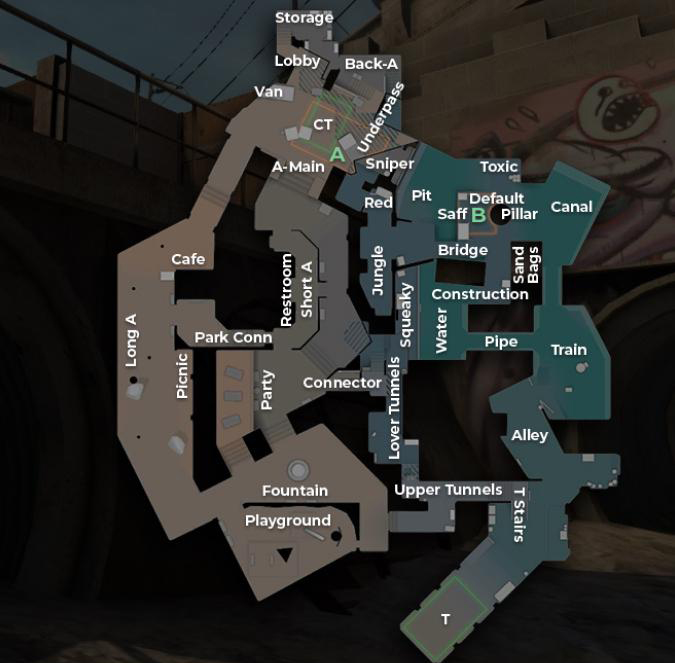 Storage
Lobby
Back-A
Van
Underpass
CT
A
A-Main
Sniper
Toxic
Red
Pit
Default
Saff
B
Pillar
Canal
Cafe
Jungle
Bridge
Sand
Bags
Restroom
Short A
Squeaky
Construction
Water
Long A
Park Conn
Pipe
Train
Picnic
Party
Connector
Lover Tunnels
Alley
Fountain
Upper Tunnels
T Stairs
Playground
T